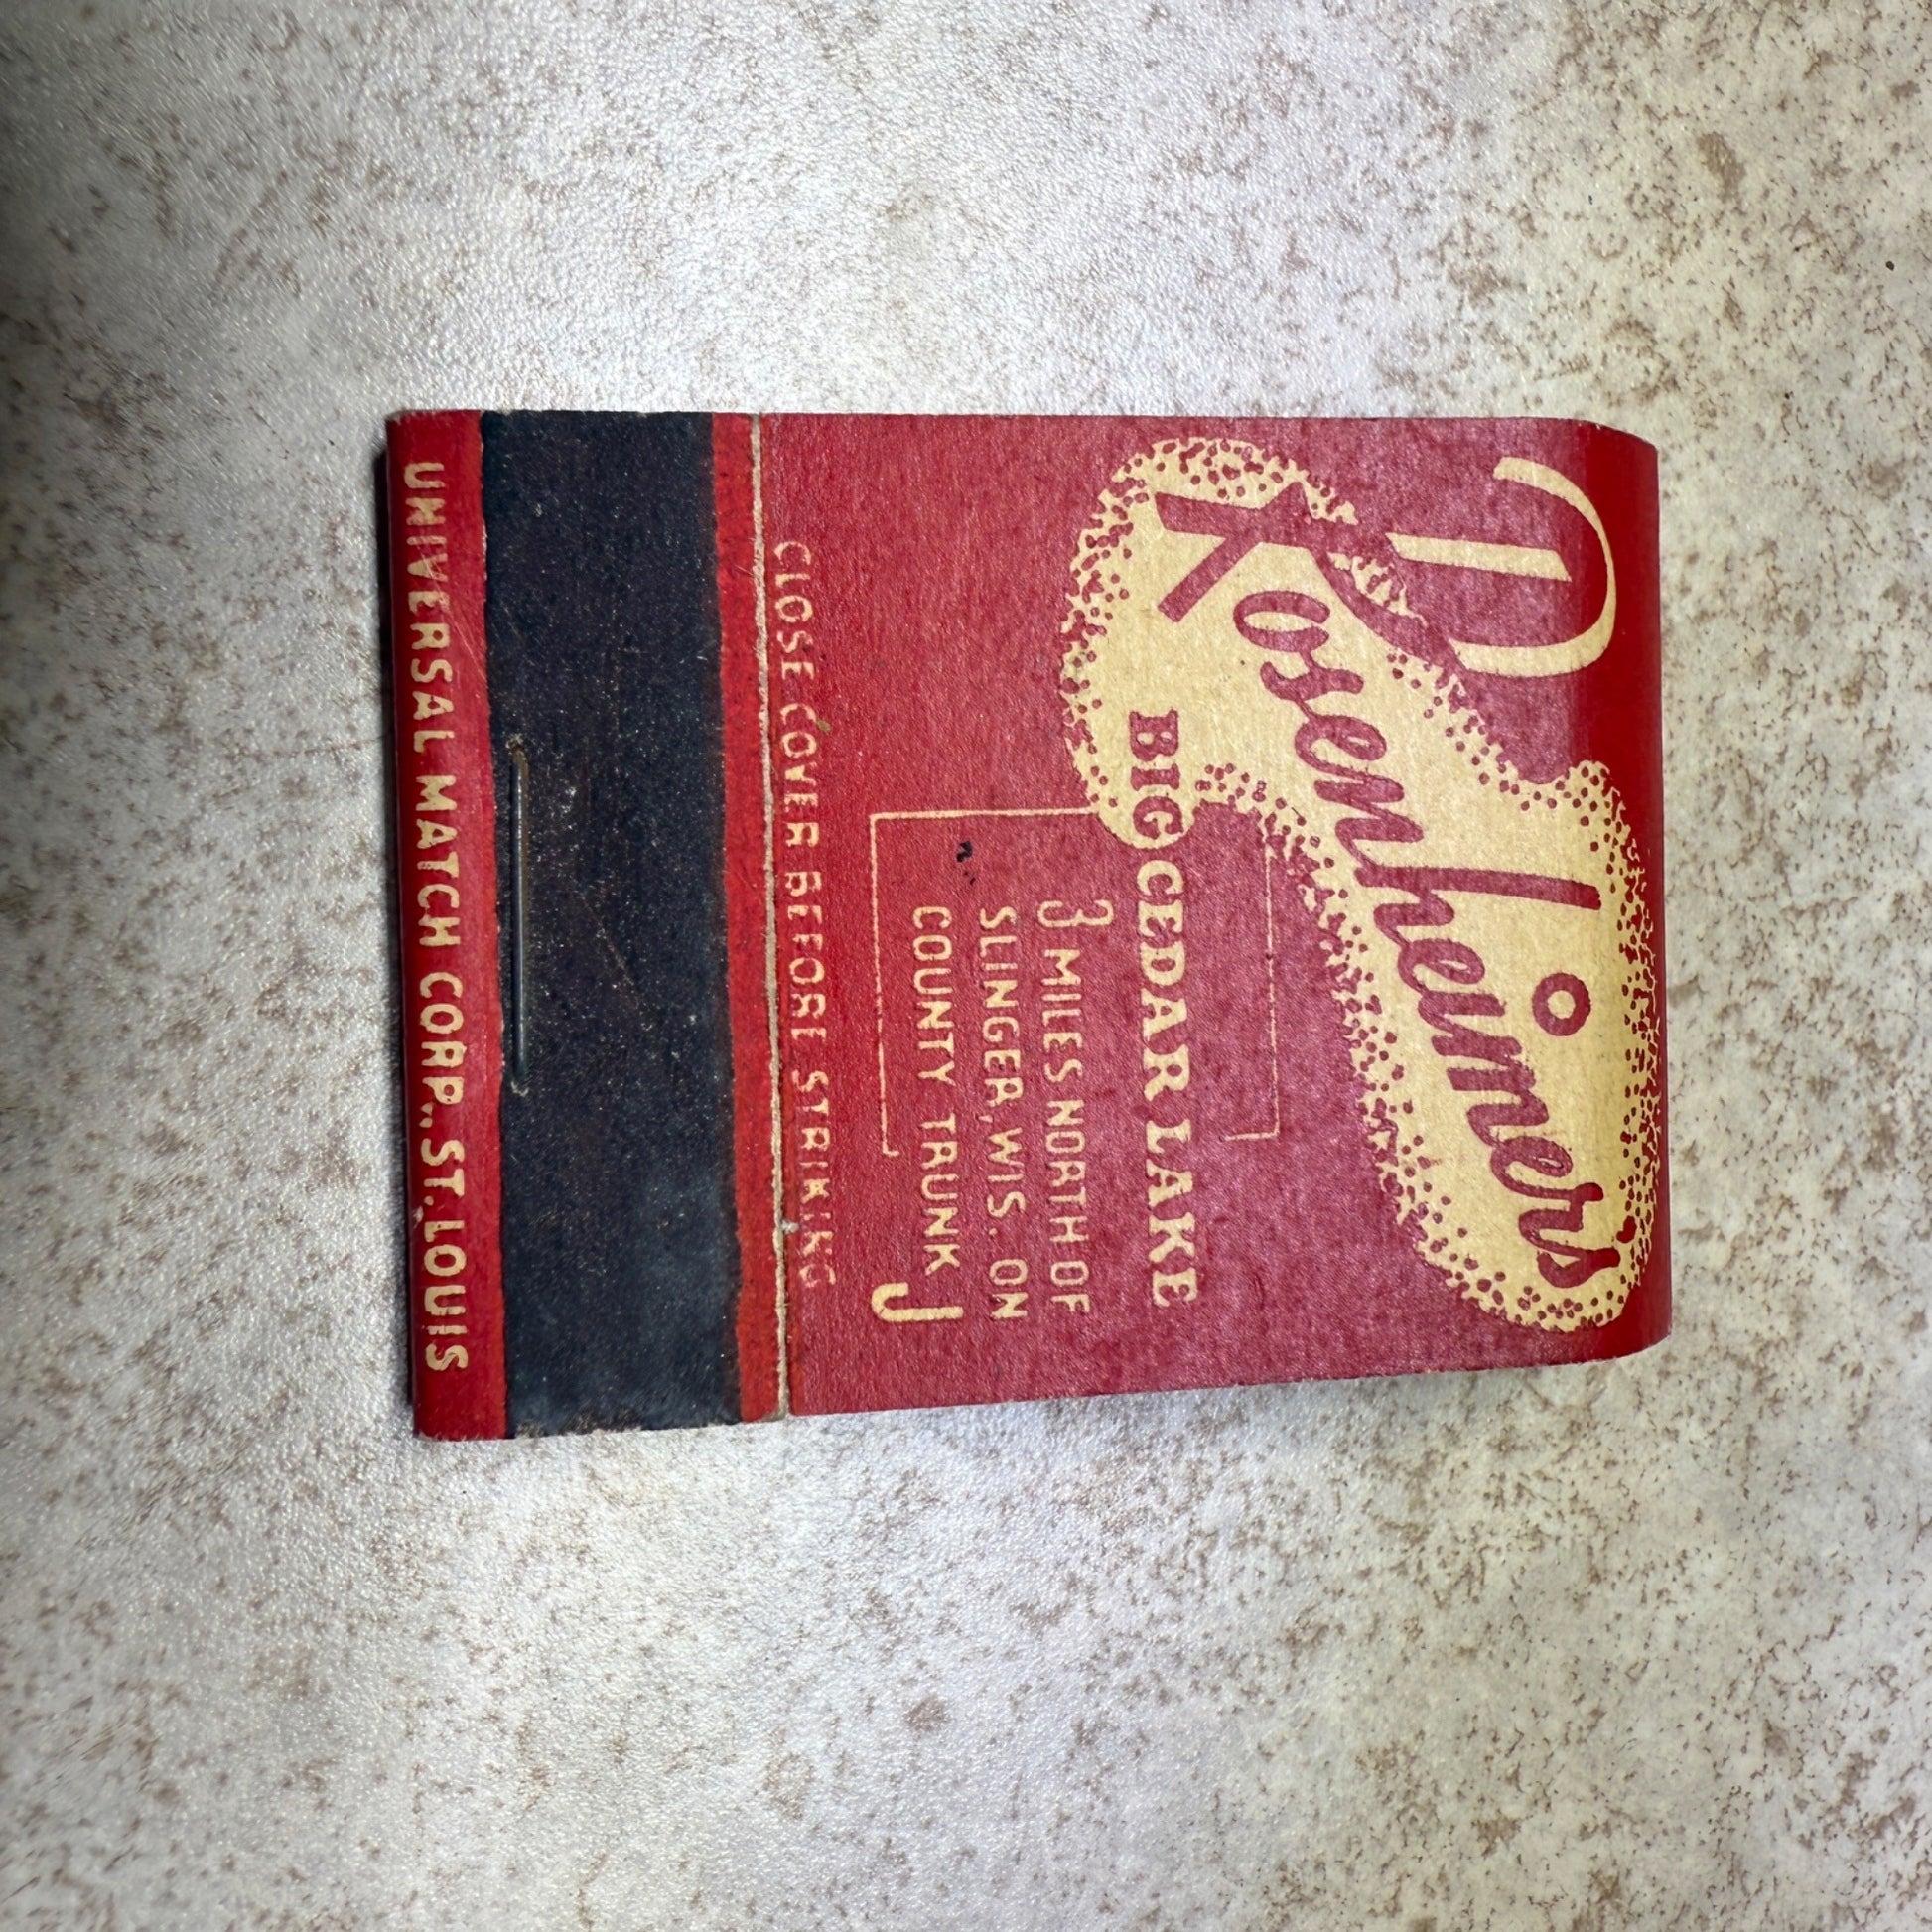 Rosenheimer's
BIG CEDAR LAKE
3 MILES NORTH OF
SLINGER, WIS. ON
COUNTY TRUNK J
CLOSE COVER BEFORE STRIKING
UNIVERSAL MATCH CORP., ST. LOUIS